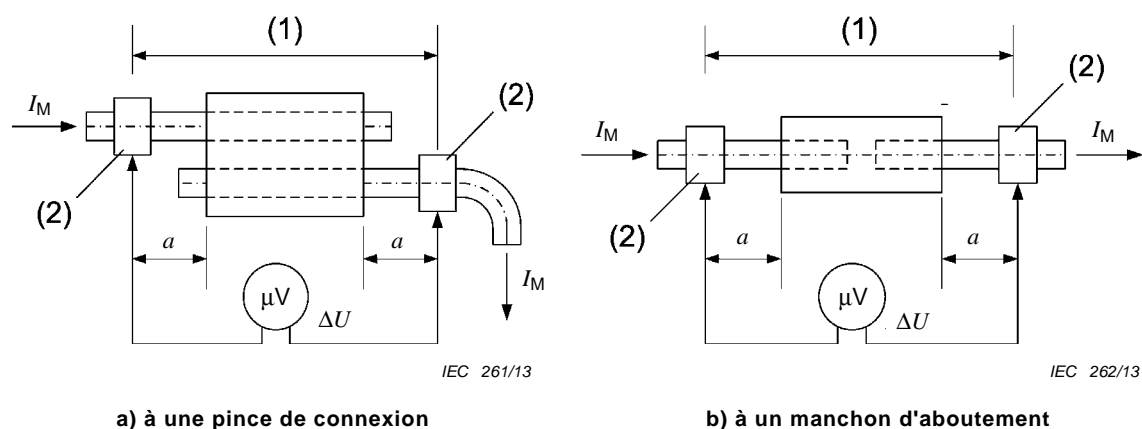 (1)
(1)
(2)
(2)
I_M
I_M
I_M
(2)
(2)
a
a
I_M
a
a
µV
ΔU
µV
ΔU
IEC 261/13
IEC 262/13
a) à une pince de connexion
b) à un manchon d'aboutement